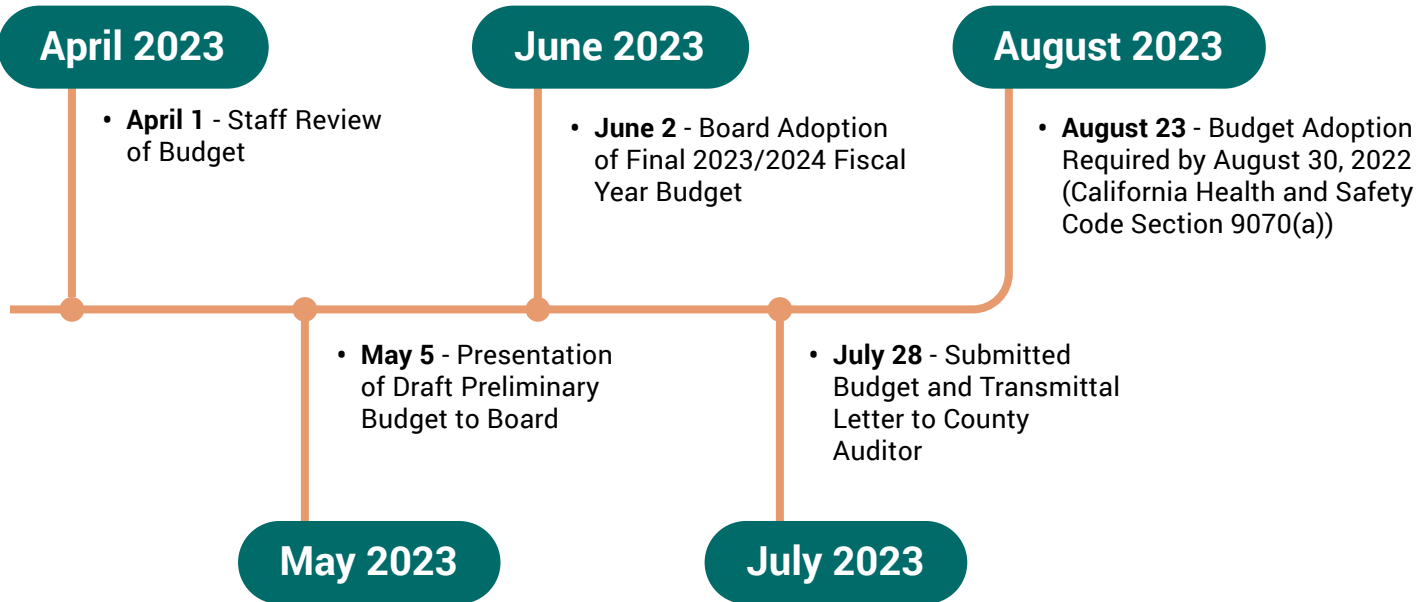 April 2023
• April 1 - Staff Review
of Budget
May 2023
• May 5 - Presentation
of Draft Preliminary
Budget to Board
June 2023
• June 2 - Board Adoption
of Final 2023/2024 Fiscal
Year Budget
July 2023
• July 28 - Submitted
Budget and Transmittal
Letter to County
Auditor
August 2023
• August 23 - Budget Adoption
Required by August 30, 2022
(California Health and Safety
Code Section 9070(a))